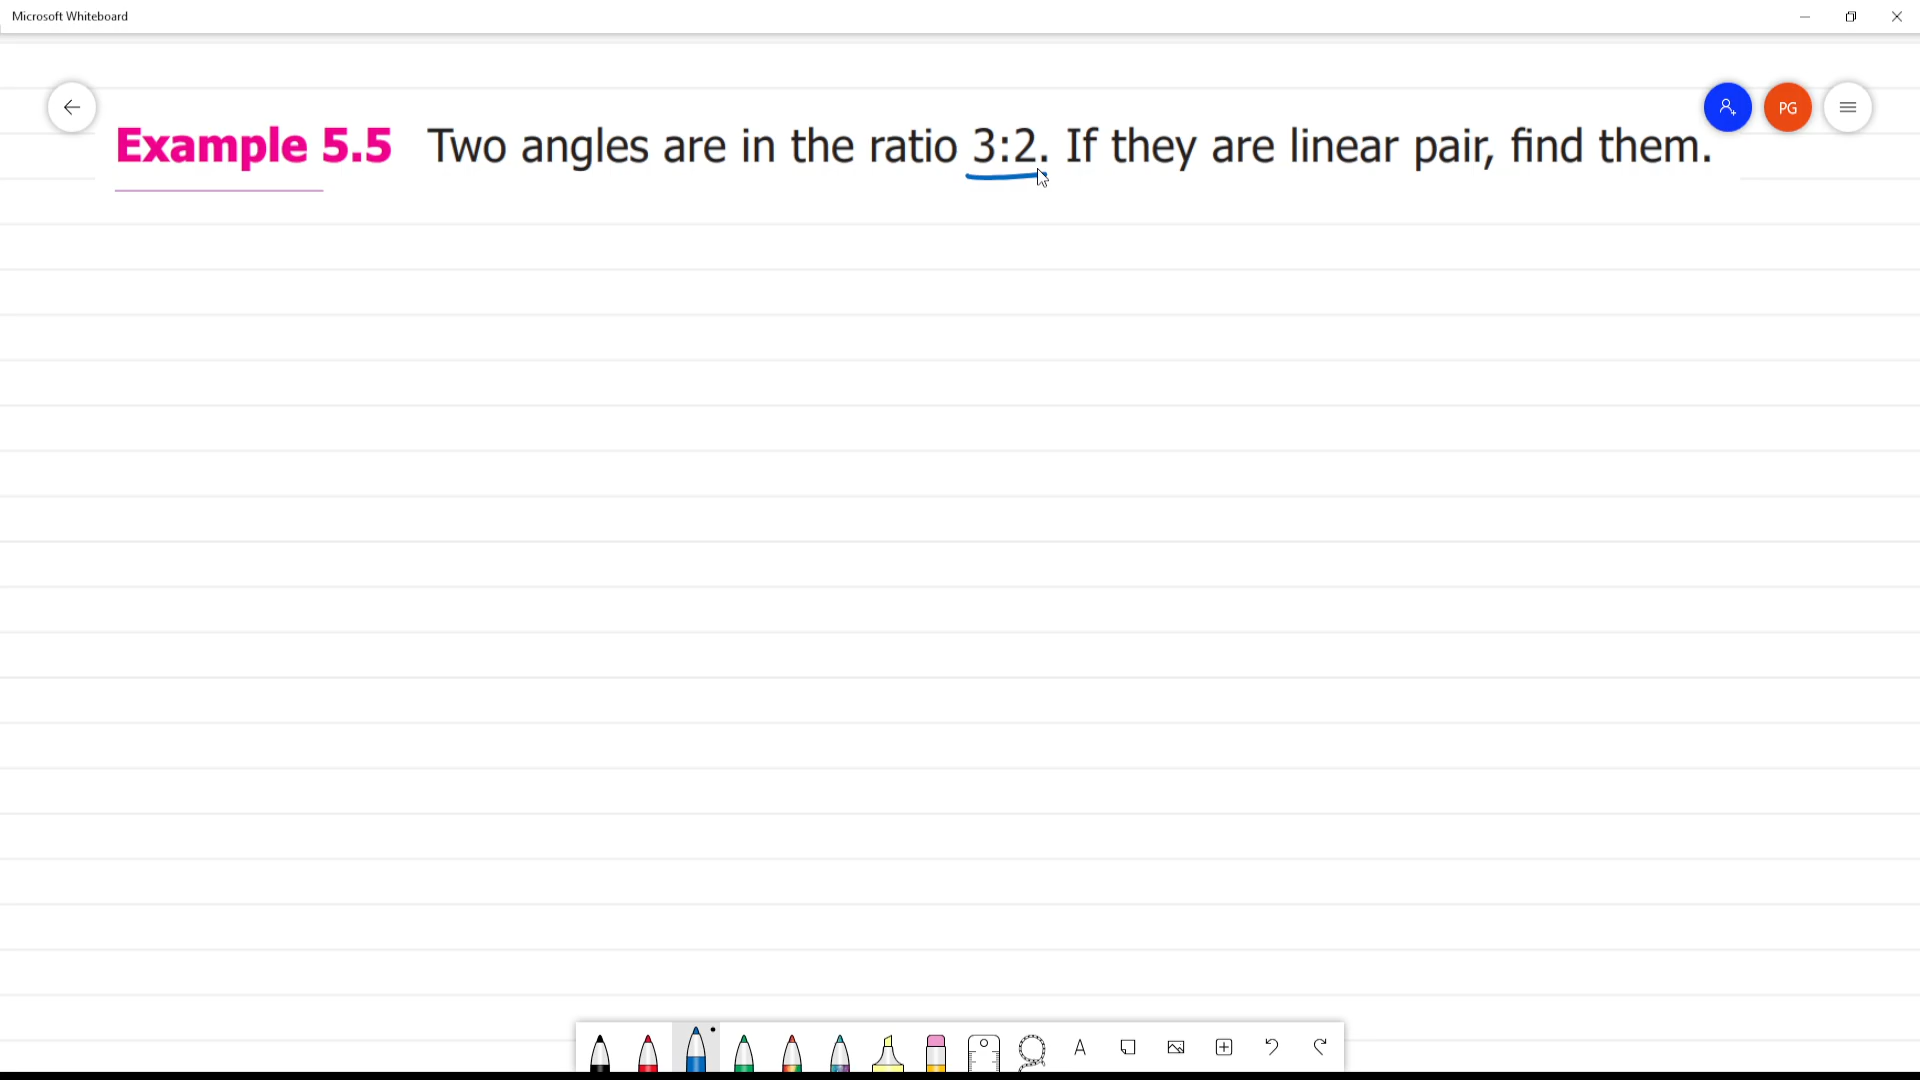 Microsoft Whiteboard
Example 5.5 Two angles are in the ratio 3:2. If they are linear pair, find them.
PG
A